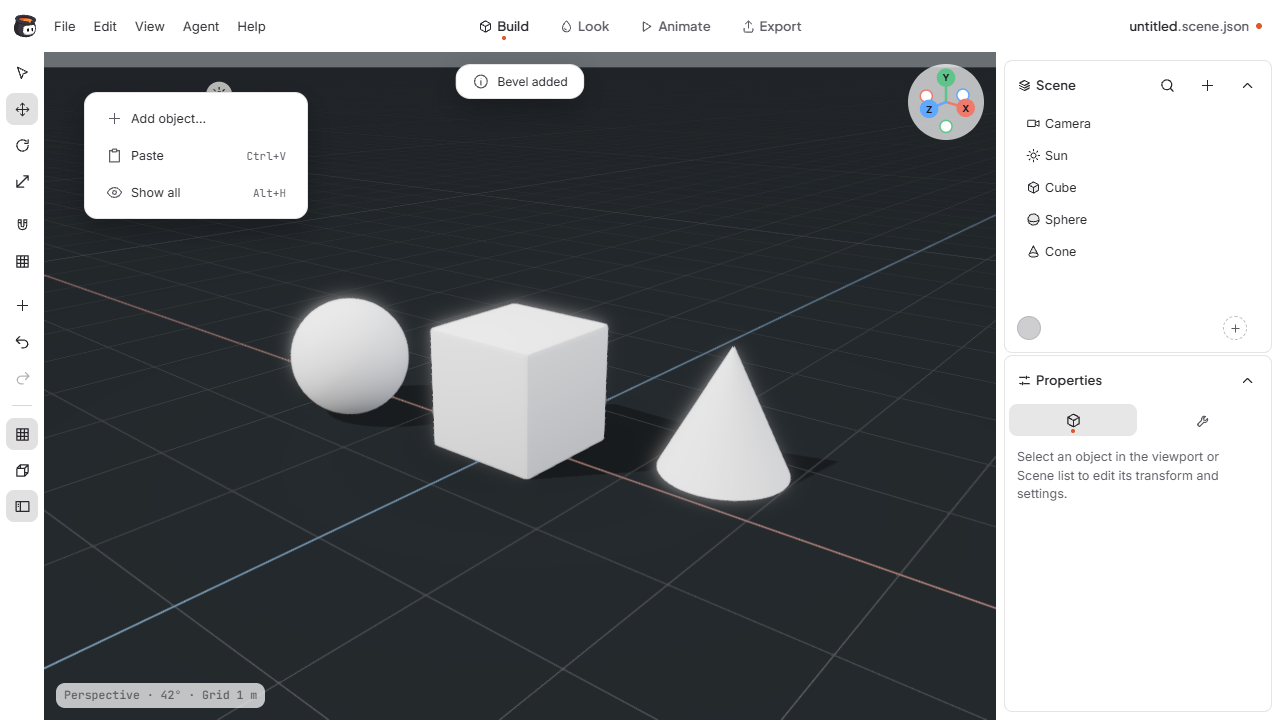 File Edit View Agent Help
Build Look Animate Export
untitled.scene.json
Bevel added
Add object...
Paste Ctrl+V
Show all Alt+H
Y
Z
X
Perspective · 42° · Grid 1 m
Scene
Camera
Sun
Cube
Sphere
Cone
Properties
Select an object in the viewport or
Scene list to edit its transform and
settings.